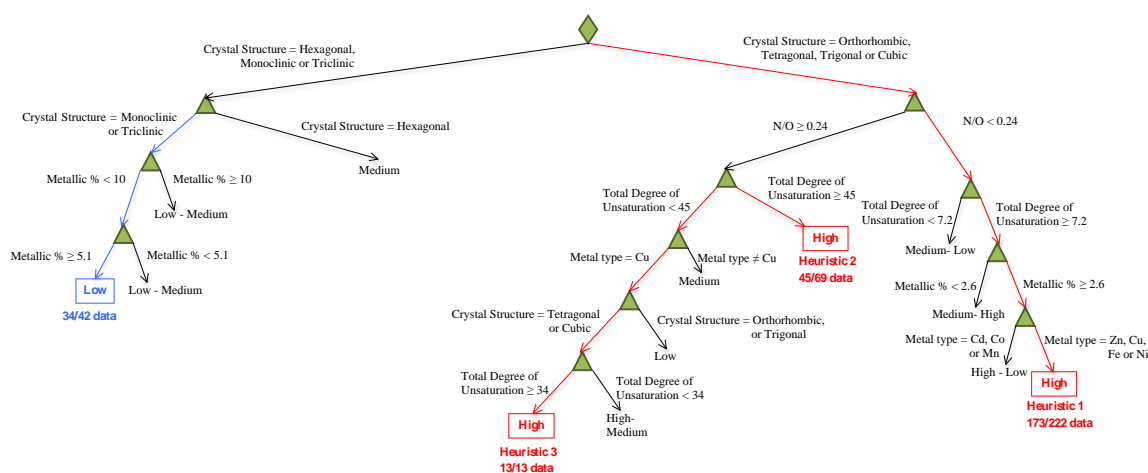 Crystal Structure = Hexagonal,
Monoclinic or Triclinic
Crystal Structure = Orthorhombic,
Tetragonal, Trigonal or Cubic
Crystal Structure = Monoclinic
or Triclinic
Crystal Structure = Hexagonal
Medium
Metallic % < 10
Metallic % ≥ 10
Low - Medium
Metallic % ≥ 5.1
Metallic % < 5.1
Low
Low - Medium
34/42 data
N/O ≥ 0.24
N/O < 0.24
Total Degree of
Unsaturation < 45
Total Degree of
Unsaturation ≥ 45
High
Heuristic 2
45/69 data
Metal type = Cu
Metal type ≠ Cu
Medium
Crystal Structure = Tetragonal
or Cubic
Crystal Structure = Orthorhombic,
or Trigonal
Low
Total Degree of
Unsaturation ≥ 34
Total Degree of
Unsaturation < 34
High
Heuristic 3
13/13 data
High-
Medium
Total Degree of
Unsaturation < 7.2
Total Degree of
Unsaturation ≥ 7.2
Medium- Low
Metallic % < 2.6
Metallic % ≥ 2.6
Medium- High
Metal type = Cd, Co
or Mn
Metal type = Zn, Cu,
Fe or Ni
High - Low
High
Heuristic 1
173/222 data